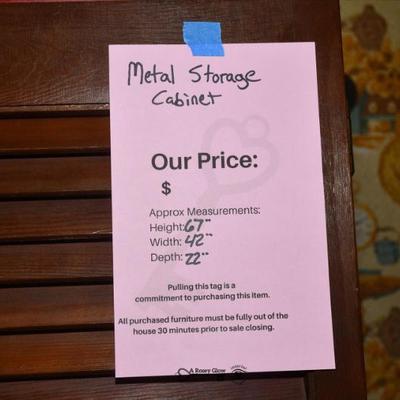 Metal Storage
Cabinet
Our Price:
$
Approx Measurements:
Height: 67"
Width: 42"
Depth: 22"
Pulling this tag is a
commitment to purchasing this item.
All purchased furniture must be fully out of the
house 30 minutes prior to sale closing.
A Rosey Glow